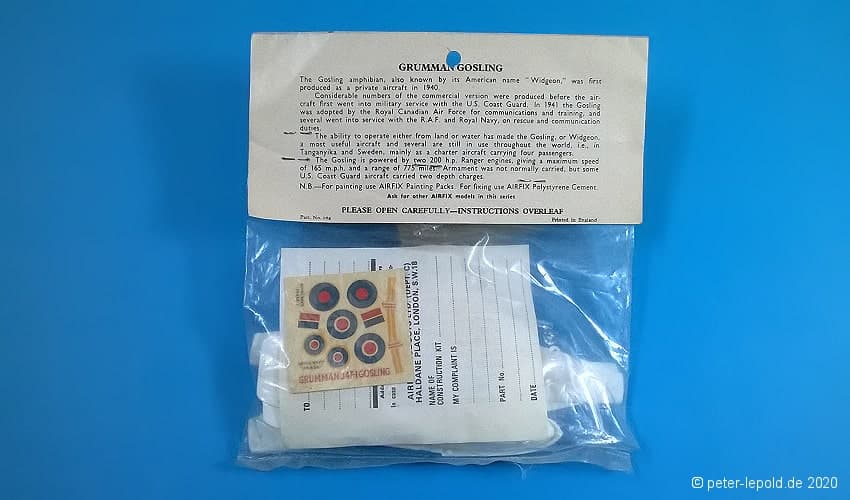 GRUMMAN GOSLING
The Gosling amphibian, also known by its American name "Widgeon," was first
produced as a private aircraft in 1940.
Considerable numbers of the commercial version were produced before the air-
craft first went into military service with the U.S. Coast Guard. In 1941 the Gosling
was adopted by the Royal Canadian Air Force for communications and training, and
several went into service with the R.A.F. and Royal Navy, on rescue and communication
duties.
The ability to operate either from land or water has made the Gosling, or Widgeon,
a most useful aircraft and several are still in use throughout the world, i.e., in
Tanganyika and Sweden, mainly as a charter aircraft carrying four passengers.
The Gosling is powered by two 200 h.p. Ranger engines, giving a maximum speed
of 165 m.p.h. and a range of 775 miles. Armament was not normally carried, but some
U.S. Coast Guard aircraft carried two depth charges.
N.B.—For painting use AIRFIX Painting Packs. For fixing use AIRFIX Polystyrene Cement.
Ask for other AIRFIX models in this series
PLEASE OPEN CAREFULLY—INSTRUCTIONS OVERLEAF
Printed in England
GRUMMAN J4F-1 GOSLING
TO
In case
(DEPT. C)
HALDANE PLACE, LONDON, S.W.18
NAME OF
CONSTRUCTION KIT
MY COMPLAINT IS
PART No.
DATE
© peter-lepold.de 2020